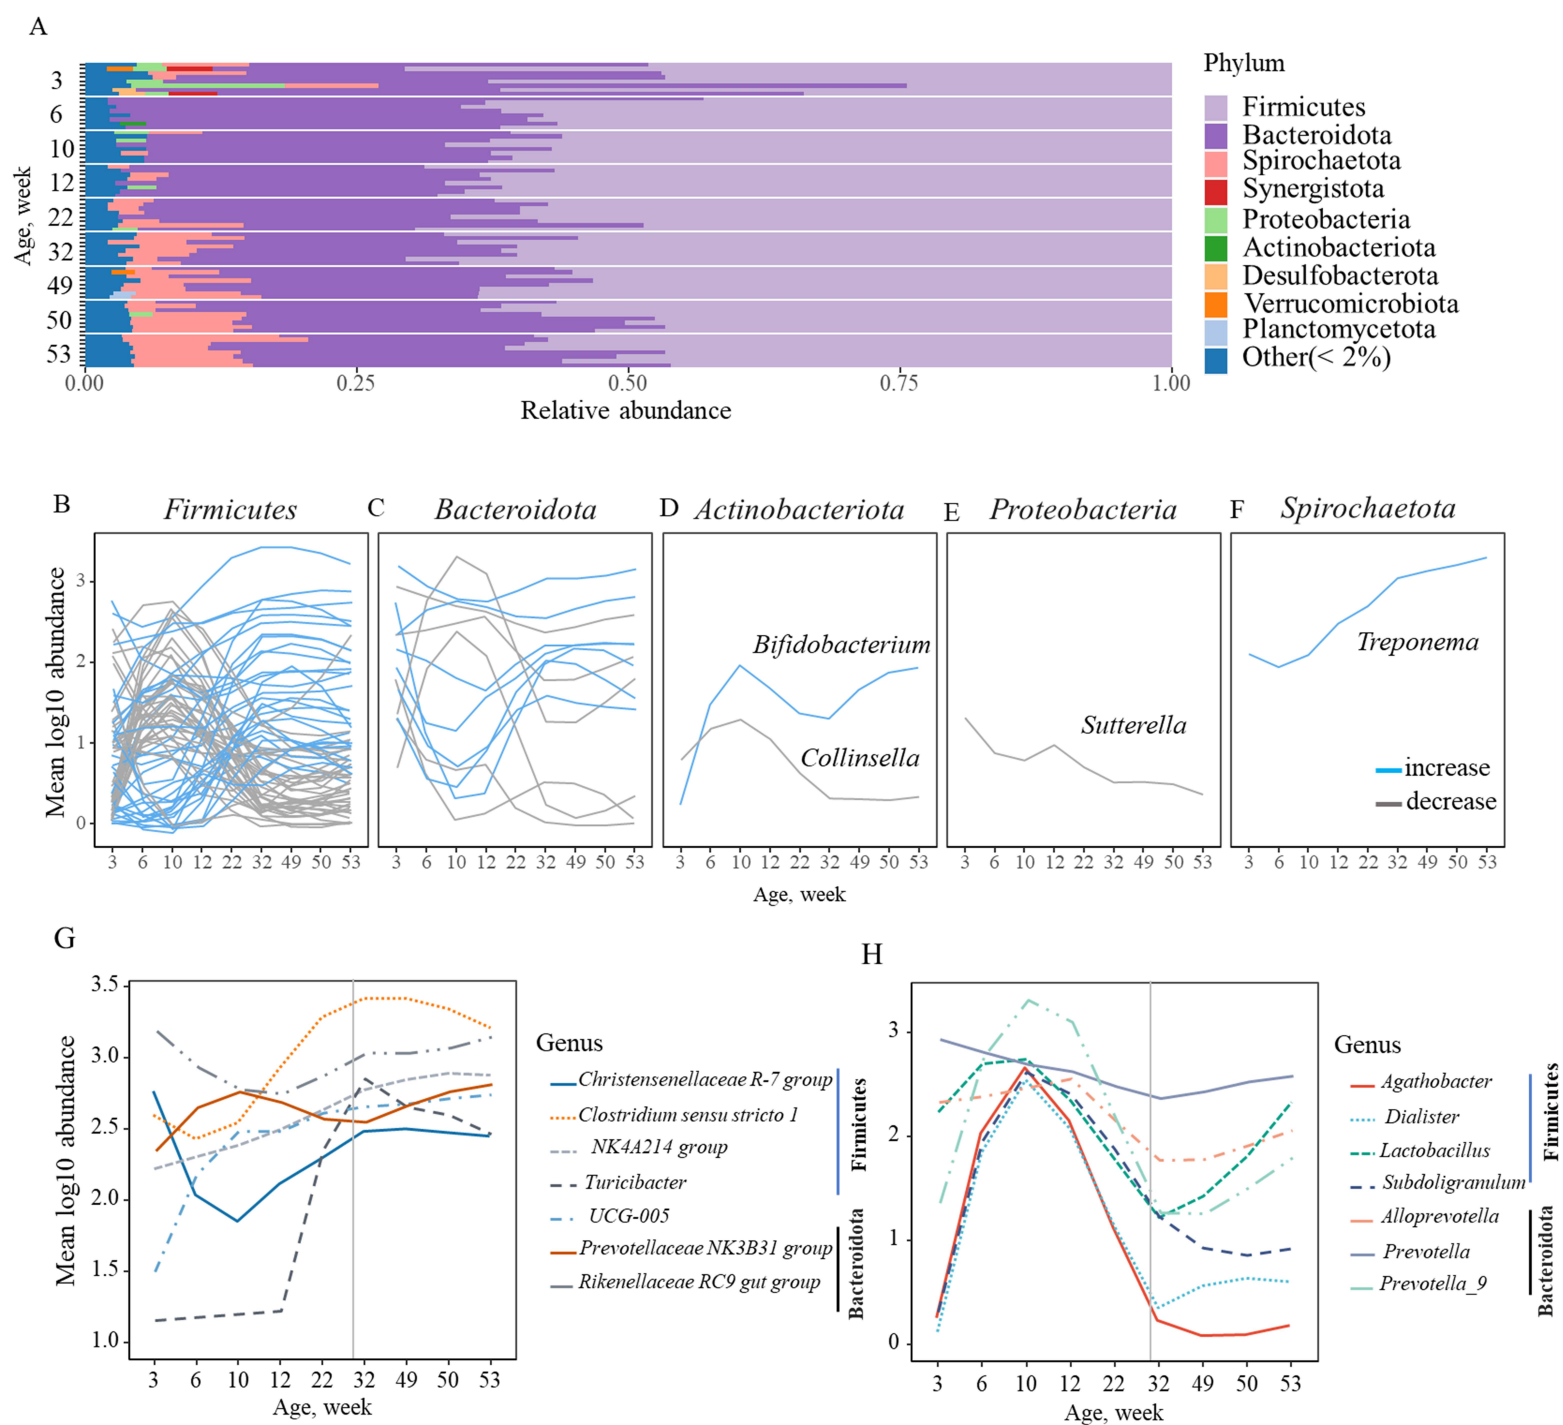 A
Phylum
Firmicutes
Bacteroidota
Spirochaetota
Synergistota
Proteobacteria
Actinobacteriota
Desulfobacterota
Verrucomicrobiota
Planctomycetota
Other(< 2%)
Age, week
3
6
10
12
22
32
49
50
53
0.00 0.25 0.50 0.75 1.00
Relative abundance
B Firmicutes C Bacteroidota D Actinobacteriota E Proteobacteria F Spirochaetota
Mean log10 abundance
3
2
1
0
Bifidobacterium
Collinsella
Sutterella
Treponema
increase
decrease
3 6 10 12 22 32 49 50 53 3 6 10 12 22 32 49 50 53 3 6 10 12 22 32 49 50 53 3 6 10 12 22 32 49 50 53 3 6 10 12 22 32 49 50 53
Age, week
G
Mean log10 abundance
3.5
3.0
2.5
2.0
1.5
1.0
3 6 10 12 22 32 49 50 53
Age, week
Genus
Christensenellaceae R-7 group
Clostridium sensu stricto 1
NK4A214 group
Turicibacter
UCG-005
Prevotellaceae NK3B31 group
Rikenellaceae RC9 gut group
Firmicutes
Bacteroidota
H
3
2
1
0
3 6 10 12 22 32 49 50 53
Age, week
Genus
Agathobacter
Dialister
Lactobacillus
Subdoligranulum
Alloprevotella
Prevotella
Prevotella_9
Firmicutes
Bacteroidota